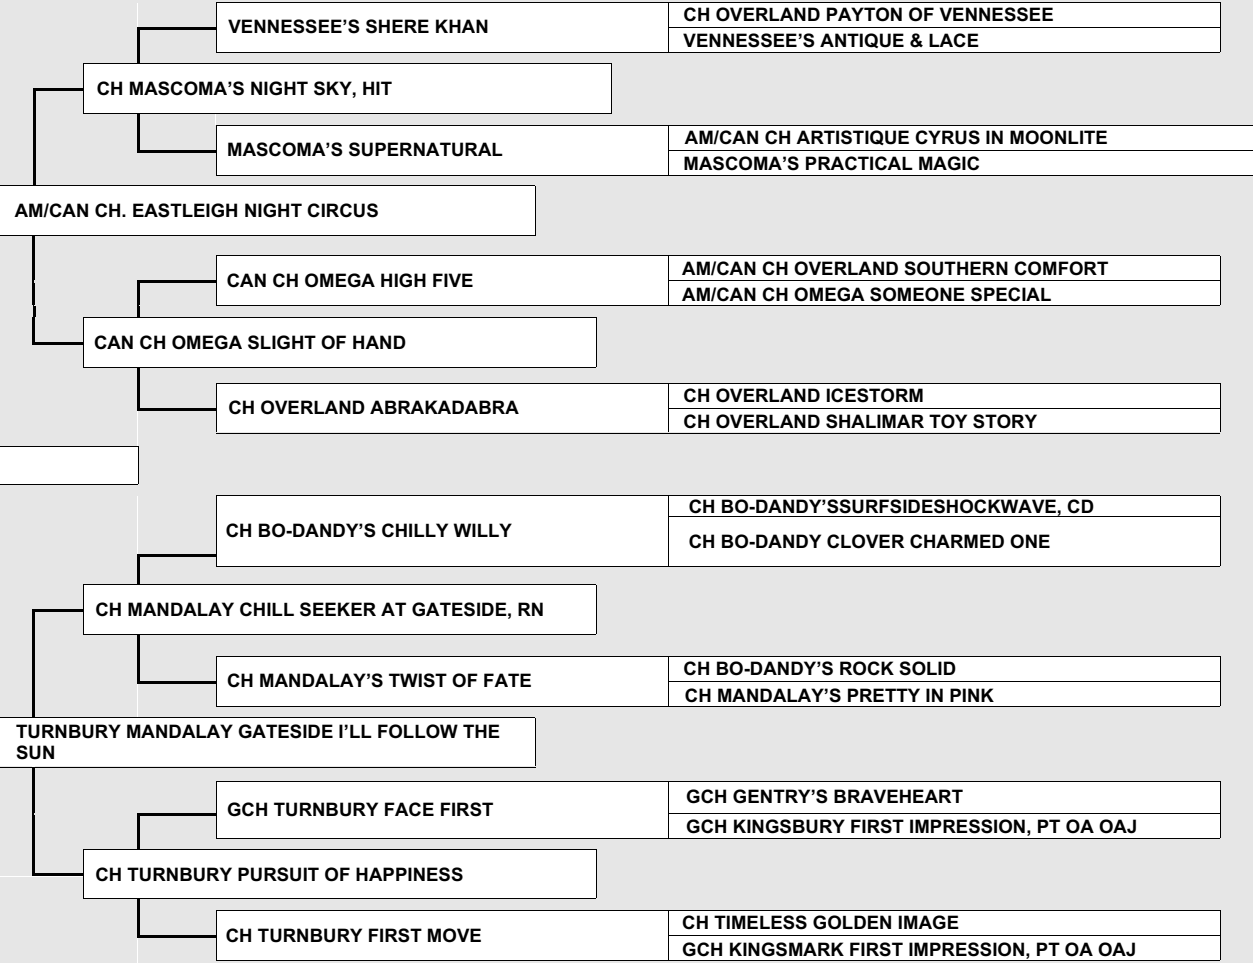 VENNESSEE’S SHERE KHAN
CH OVERLAND PAYTON OF VENNESSEE
VENNESSEE’S ANTIQUE & LACE
CH MASCOMA’S NIGHT SKY, HIT
MASCOMA’S SUPERNATURAL
AM/CAN CH ARTISTIQUE CYRUS IN MOONLITE
MASCOMA’S PRACTICAL MAGIC
AM/CAN CH. EASTLEIGH NIGHT CIRCUS
CAN CH OMEGA HIGH FIVE
AM/CAN CH OVERLAND SOUTHERN COMFORT
AM/CAN CH OMEGA SOMEONE SPECIAL
CAN CH OMEGA SLIGHT OF HAND
CH OVERLAND ABRAKADABRA
CH OVERLAND ICESTORM
CH OVERLAND SHALIMAR TOY STORY
CH BO-DANDY’S CHILLY WILLY
CH BO-DANDY’SSURFSIDESHOCKWAVE, CD
CH BO-DANDY CLOVER CHARMED ONE
CH MANDALAY CHILL SEEKER AT GATESIDE, RN
CH MANDALAY’S TWIST OF FATE
CH BO-DANDY’S ROCK SOLID
CH MANDALAY’S PRETTY IN PINK
TURNBURY MANDALAY GATESIDE I’LL FOLLOW THE
SUN
GCH TURNBURY FACE FIRST
GCH GENTRY’S BRAVEHEART
GCH KINGSBURY FIRST IMPRESSION, PT OA OAJ
CH TURNBURY PURSUIT OF HAPPINESS
CH TURNBURY FIRST MOVE
CH TIMELESS GOLDEN IMAGE
GCH KINGSMARK FIRST IMPRESSION, PT OA OAJ